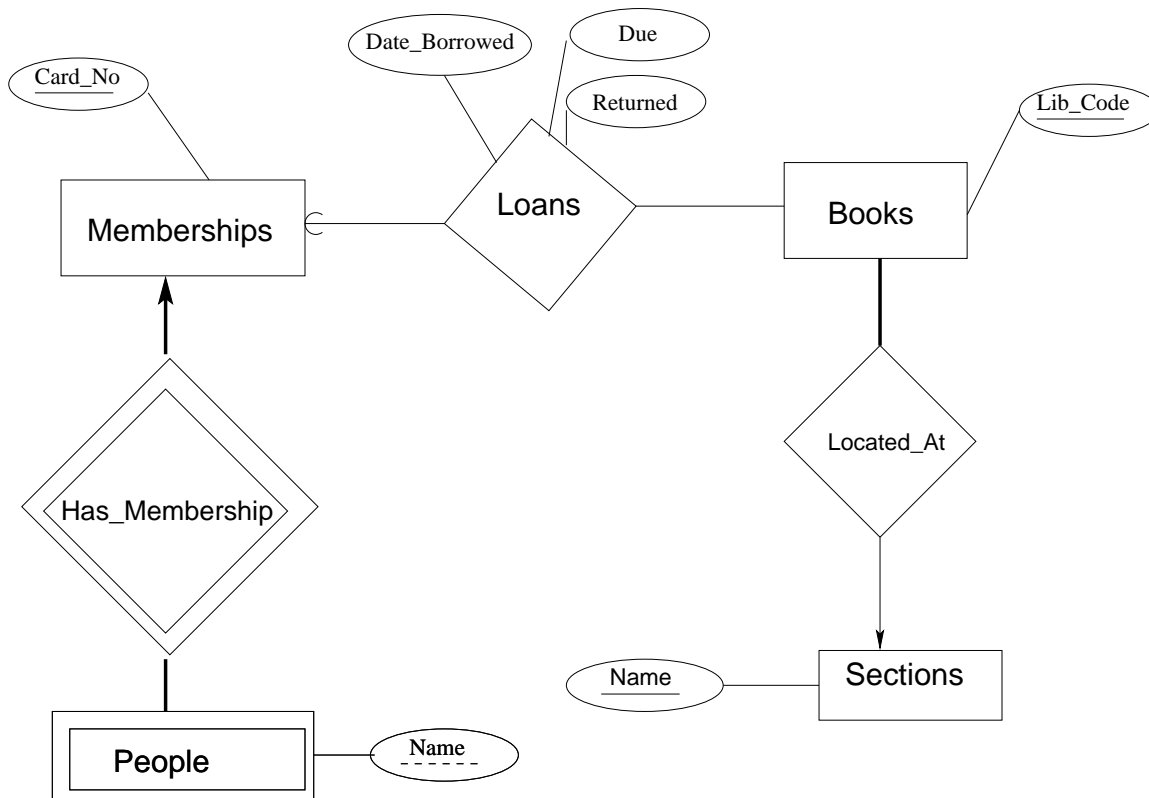 Date_Borrowed
Due
Card_No
Returned
Lib_Code
Loans
Memberships
Books
Located_At
Has_Membership
Name
Sections
Name
People